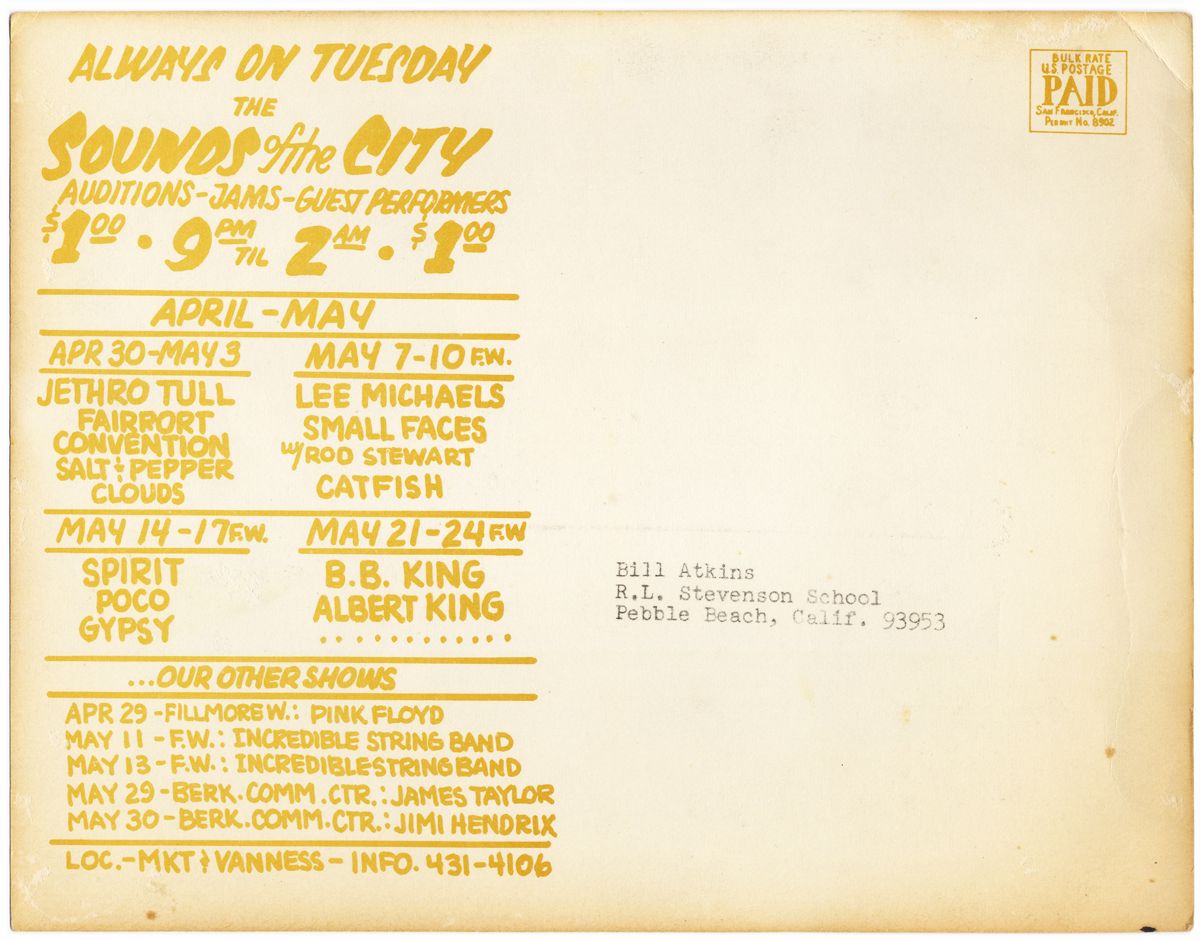 ALWAYS ON TUESDAY
THE
SOUNDS of the CITY
AUDITIONS-JAMS-GUEST PERFORMERS
$1.00 • 9 PM TIL 2 AM • $1.00
APRIL-MAY
APR 30-MAY 3
JETHRO TULL
FAIRPORT
CONVENTION
SALT & PEPPER
CLOUDS
MAY 7-10 F.W.
LEE MICHAELS
SMALL FACES
W/ ROD STEWART
CATFISH
MAY 14-17 F.W.
SPIRIT
POCO
GYPSY
MAY 21-24 F.W
B.B. KING
ALBERT KING
............
...OUR OTHER SHOWS
APR 29-FILLMORE W.: PINK FLOYD
MAY 11-F.W.: INCREDIBLE STRING BAND
MAY 13-F.W.: INCREDIBLE STRING BAND
MAY 29-BERK.COMM.CTR.: JAMES TAYLOR
MAY 30-BERK.COMM.CTR.: JIMI HENDRIX
LOC.-MKT & VANNESS-INFO. 431-4106
BULK RATE
U.S. POSTAGE
PAID
SAN FRANCISCO, CALIF.
PERMIT NO. 8902
Bill Atkins
R.L. Stevenson School
Pebble Beach, Calif. 93953